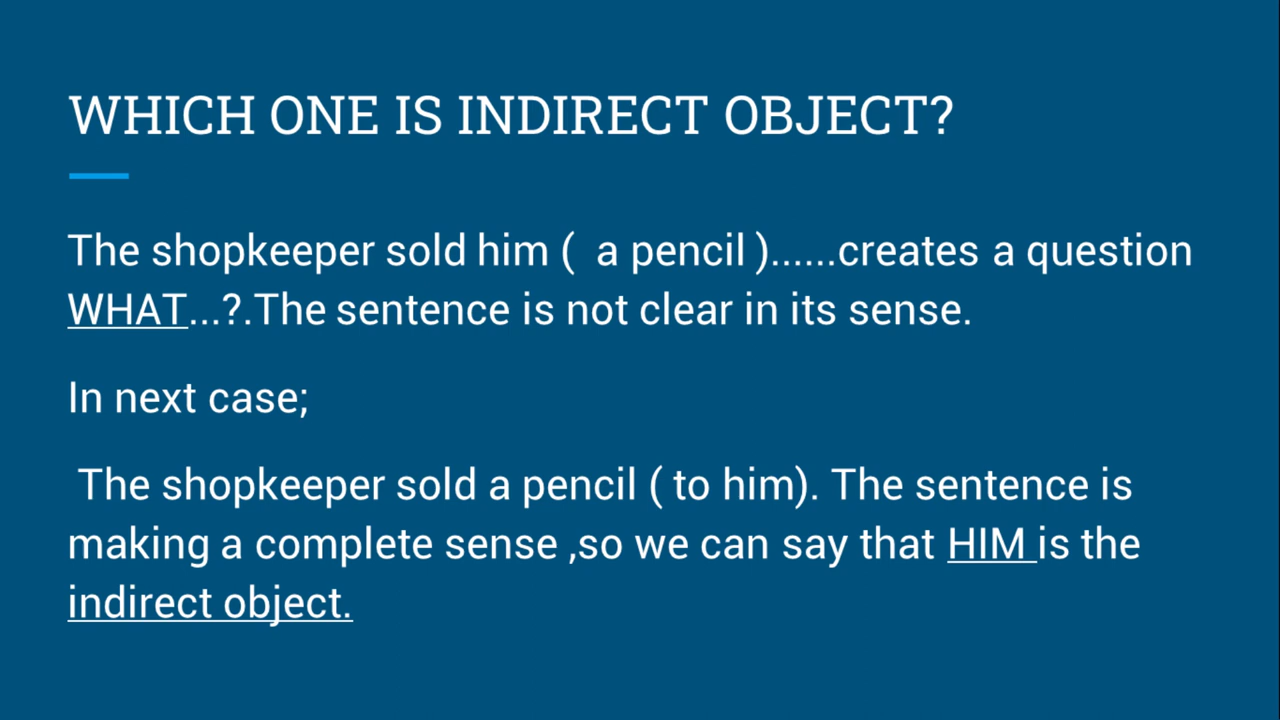 WHICH ONE IS INDIRECT OBJECT?
The shopkeeper sold him (  a pencil )......creates a question
WHAT...?.The sentence is not clear in its sense.
In next case;
The shopkeeper sold a pencil ( to him). The sentence is
making a complete sense ,so we can say that HIM is the
indirect object.